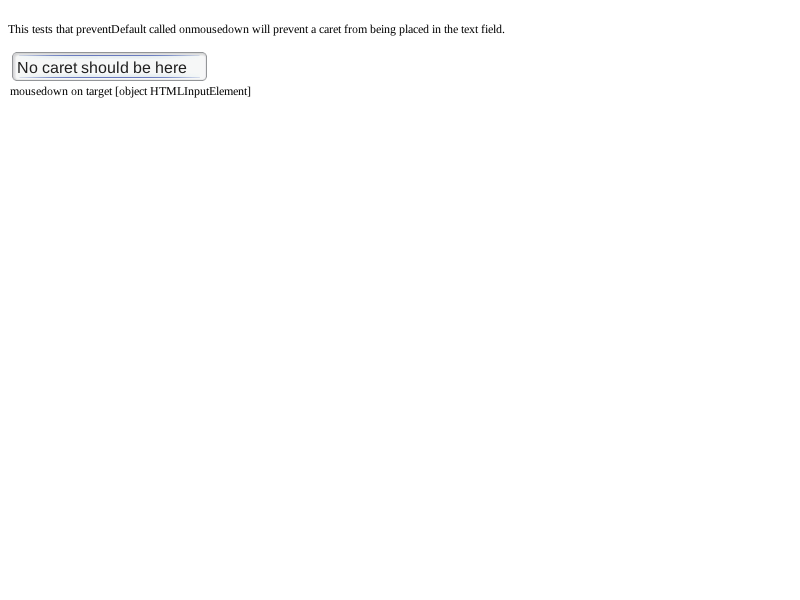 This tests that preventDefault called onmousedown will prevent a caret from being placed in the text field.
No caret should be here
mousedown on target [object HTMLInputElement]